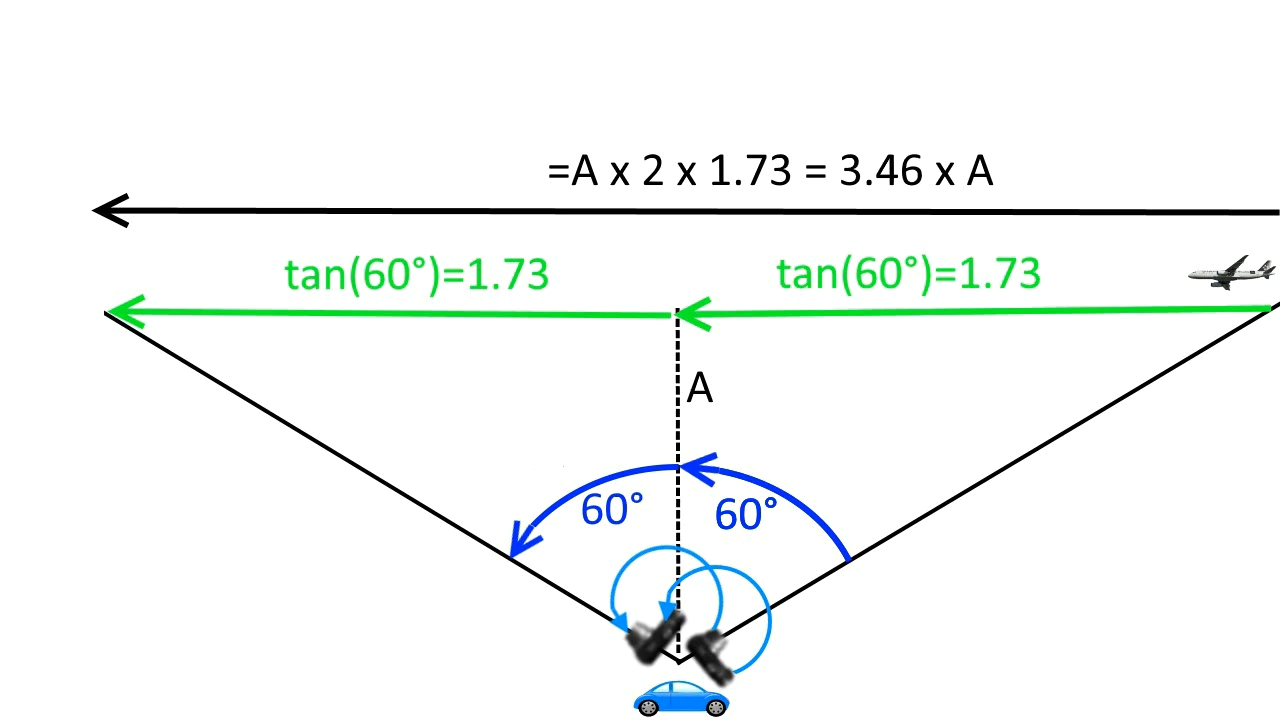 =A x 2 x 1.73 = 3.46 x A
tan(60°)=1.73
tan(60°)=1.73
A
60°
60°